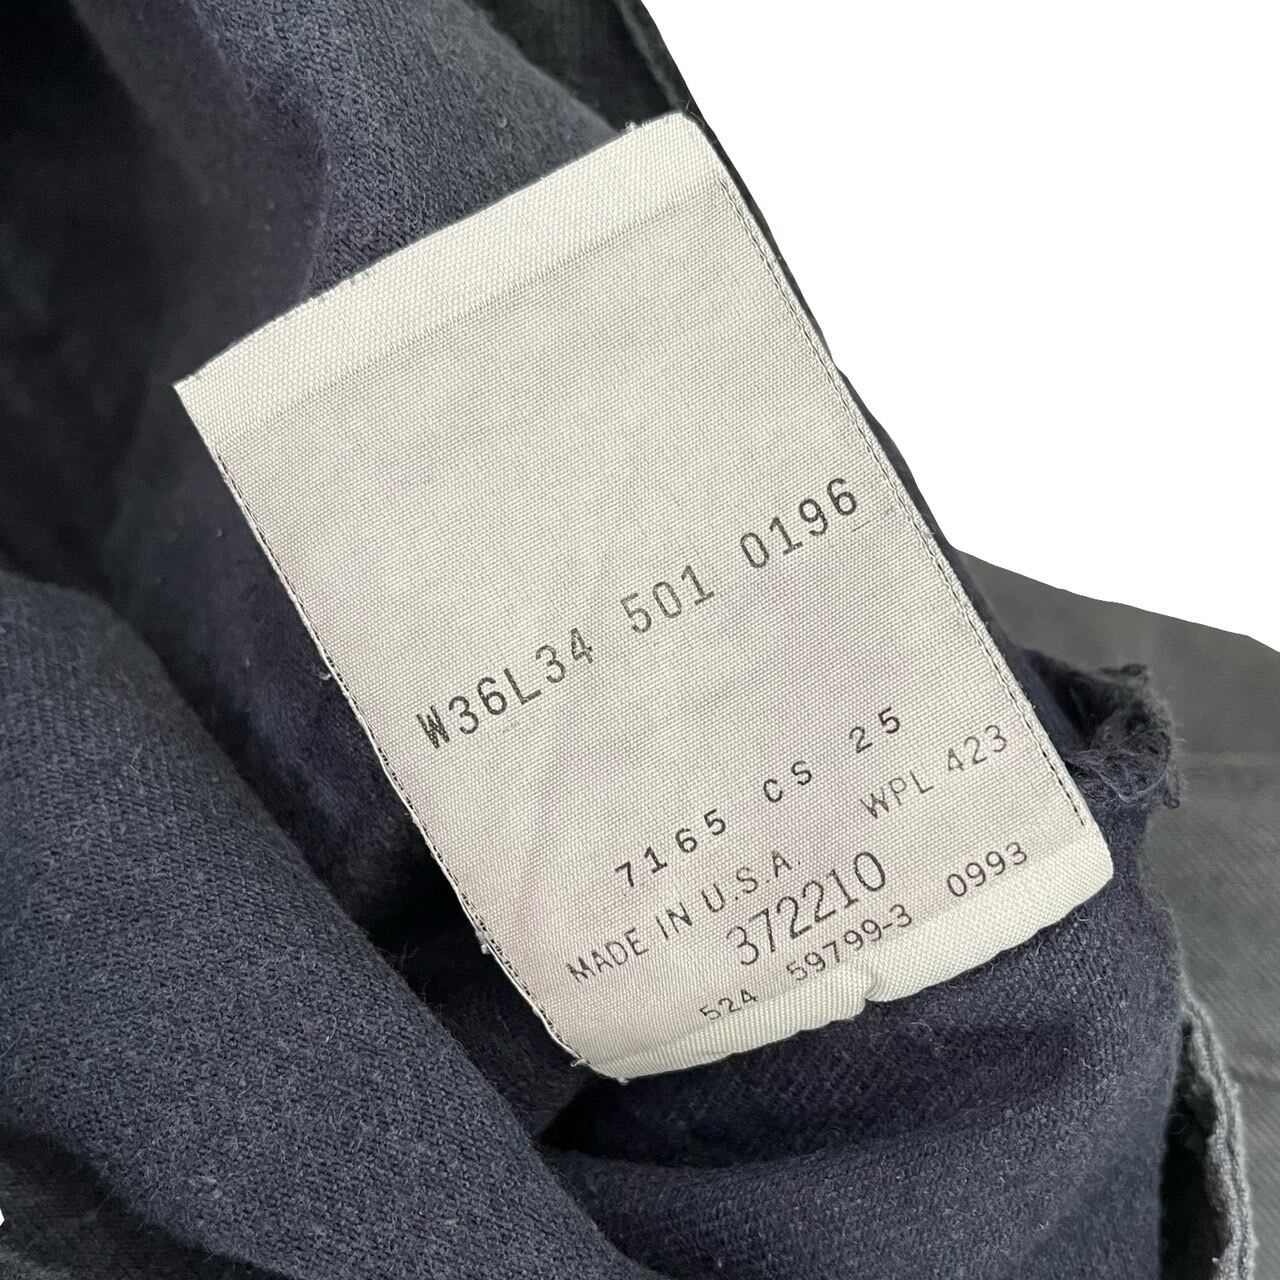 W36L34 501 0196
7165 CS 25
MADE IN U.S.A. WPL 423
372210
524 59799-3 0993